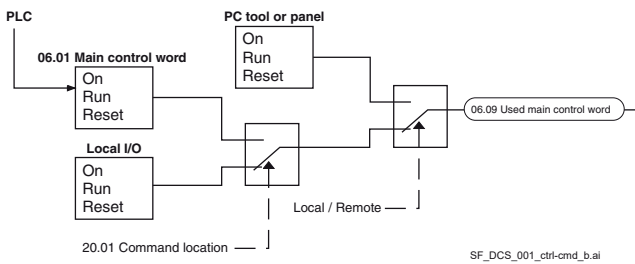 PLC
PC tool or panel
On
Run
Reset
06.01 Main control word
On
Run
Reset
06.09 Used main control word
Local I/O
On
Run
Reset
Local / Remote
20.01 Command location
SF_DCS_001_ctrl-cmd_b.ai